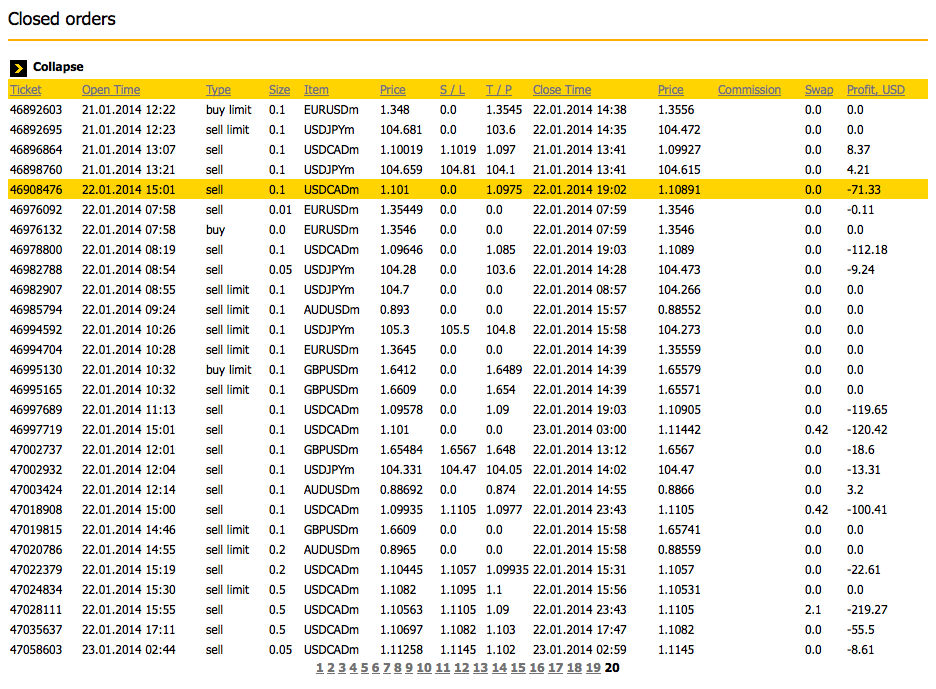 Closed orders
Collapse
Ticket Open Time Type Size Item Price S / L T / P Close Time Price Commission Swap Profit, USD
46892603 21.01.2014 12:22 buy limit 0.1 EURUSDm 1.348 0.0 1.3545 22.01.2014 14:38 1.3556 0.0 0.0
46892695 21.01.2014 12:23 sell limit 0.1 USDJPYm 104.681 0.0 103.6 22.01.2014 14:35 104.472 0.0 0.0
46896864 21.01.2014 13:07 sell 0.1 USDCADm 1.10019 1.1019 1.097 21.01.2014 13:41 1.09927 0.0 8.37
46898760 21.01.2014 13:21 sell 0.1 USDJPYm 104.659 104.81 104.1 21.01.2014 13:41 104.615 0.0 4.21
46908476 22.01.2014 15:01 sell 0.1 USDCADm 1.101 0.0 1.0975 22.01.2014 19:02 1.10891 0.0 -71.33
46976092 22.01.2014 07:58 sell 0.01 EURUSDm 1.35449 0.0 0.0 22.01.2014 07:59 1.3546 0.0 -0.11
46976132 22.01.2014 07:58 buy 0.0 EURUSDm 1.3546 0.0 0.0 22.01.2014 07:59 1.3546 0.0 0.0
46978800 22.01.2014 08:19 sell 0.1 USDCADm 1.09646 0.0 1.085 22.01.2014 19:03 1.1089 0.0 -112.18
46982788 22.01.2014 08:54 sell 0.05 USDJPYm 104.28 0.0 103.6 22.01.2014 14:28 104.473 0.0 -9.24
46982907 22.01.2014 08:55 sell limit 0.1 USDJPYm 104.7 0.0 0.0 22.01.2014 08:57 104.266 0.0 0.0
46985794 22.01.2014 09:24 sell limit 0.1 AUDUSDm 0.893 0.0 0.0 22.01.2014 15:57 0.88552 0.0 0.0
46994592 22.01.2014 10:26 sell limit 0.1 USDJPYm 105.3 105.5 104.8 22.01.2014 15:58 104.273 0.0 0.0
46994704 22.01.2014 10:28 sell limit 0.1 EURUSDm 1.3645 0.0 0.0 22.01.2014 14:39 1.35559 0.0 0.0
46995130 22.01.2014 10:32 buy limit 0.1 GBPUSDm 1.6412 0.0 1.6489 22.01.2014 14:39 1.65579 0.0 0.0
46995165 22.01.2014 10:32 sell limit 0.1 GBPUSDm 1.6609 0.0 1.654 22.01.2014 14:39 1.65571 0.0 0.0
46997689 22.01.2014 11:13 sell 0.1 USDCADm 1.09578 0.0 1.09 22.01.2014 19:03 1.10905 0.0 -119.65
46997719 22.01.2014 15:01 sell 0.1 USDCADm 1.101 0.0 0.0 23.01.2014 03:00 1.11442 0.42 -120.42
47002737 22.01.2014 12:01 sell 0.1 GBPUSDm 1.65484 1.6567 1.648 22.01.2014 13:12 1.6567 0.0 -18.6
47002932 22.01.2014 12:04 sell 0.1 USDJPYm 104.331 104.47 104.05 22.01.2014 14:02 104.47 0.0 -13.31
47003424 22.01.2014 12:14 sell 0.1 AUDUSDm 0.88692 0.0 0.874 22.01.2014 14:55 0.8866 0.0 3.2
47018908 22.01.2014 15:00 sell 0.1 USDCADm 1.09935 1.1105 1.0977 22.01.2014 23:43 1.1105 0.42 -100.41
47019815 22.01.2014 14:46 sell limit 0.1 GBPUSDm 1.6609 0.0 0.0 22.01.2014 15:58 1.65741 0.0 0.0
47020786 22.01.2014 14:55 sell limit 0.2 AUDUSDm 0.8965 0.0 0.0 22.01.2014 15:58 0.88559 0.0 0.0
47022379 22.01.2014 15:19 sell 0.2 USDCADm 1.10445 1.1057 1.09935 22.01.2014 15:31 1.1057 0.0 -22.61
47024834 22.01.2014 15:30 sell limit 0.5 USDCADm 1.1082 1.1095 1.1 22.01.2014 15:56 1.10531 0.0 0.0
47028111 22.01.2014 15:55 sell 0.5 USDCADm 1.10563 1.1105 1.09 22.01.2014 23:43 1.1105 2.1 -219.27
47035637 22.01.2014 17:11 sell 0.5 USDCADm 1.10697 1.1082 1.103 22.01.2014 17:47 1.1082 0.0 -55.5
47058603 23.01.2014 02:44 sell 0.05 USDCADm 1.11258 1.1145 1.102 23.01.2014 02:59 1.1145 0.0 -8.61
1 2 3 4 5 6 7 8 9 10 11 12 13 14 15 16 17 18 19 20